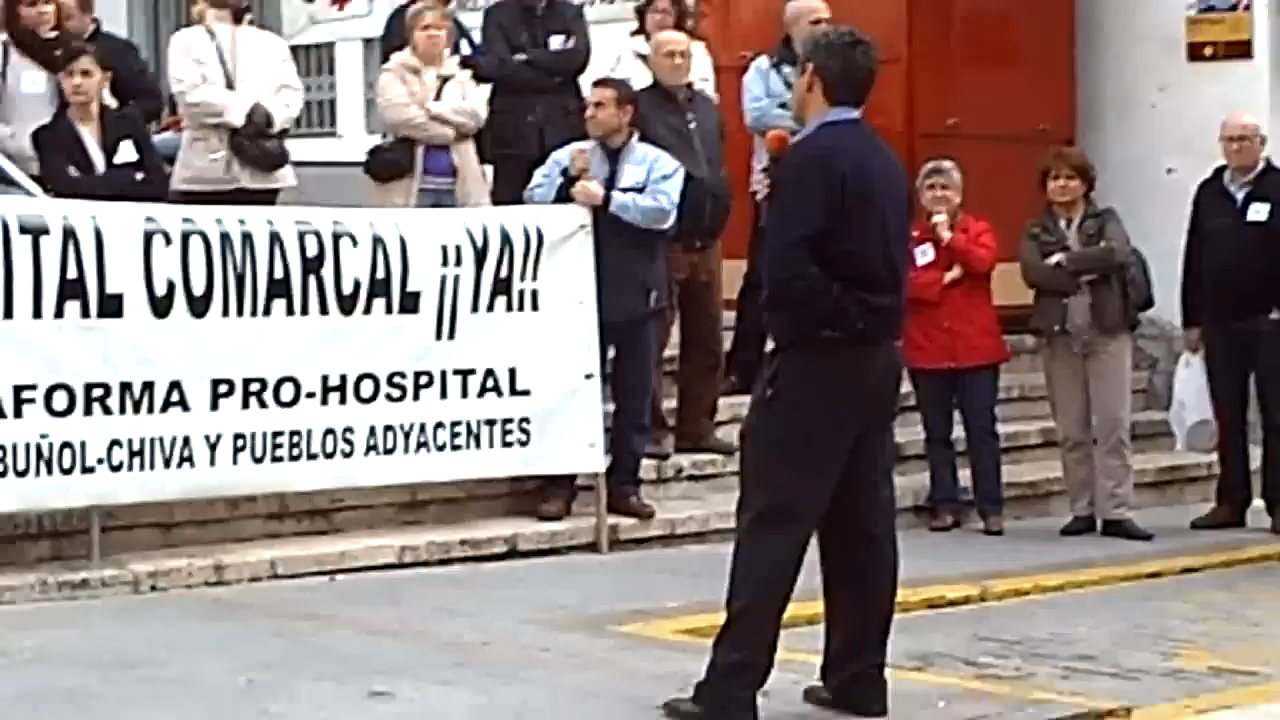 ITAL COMARCAL ¡¡YA!!
AFORMA PRO-HOSPITAL
BUÑOL-CHIVA Y PUEBLOS ADYACENTES